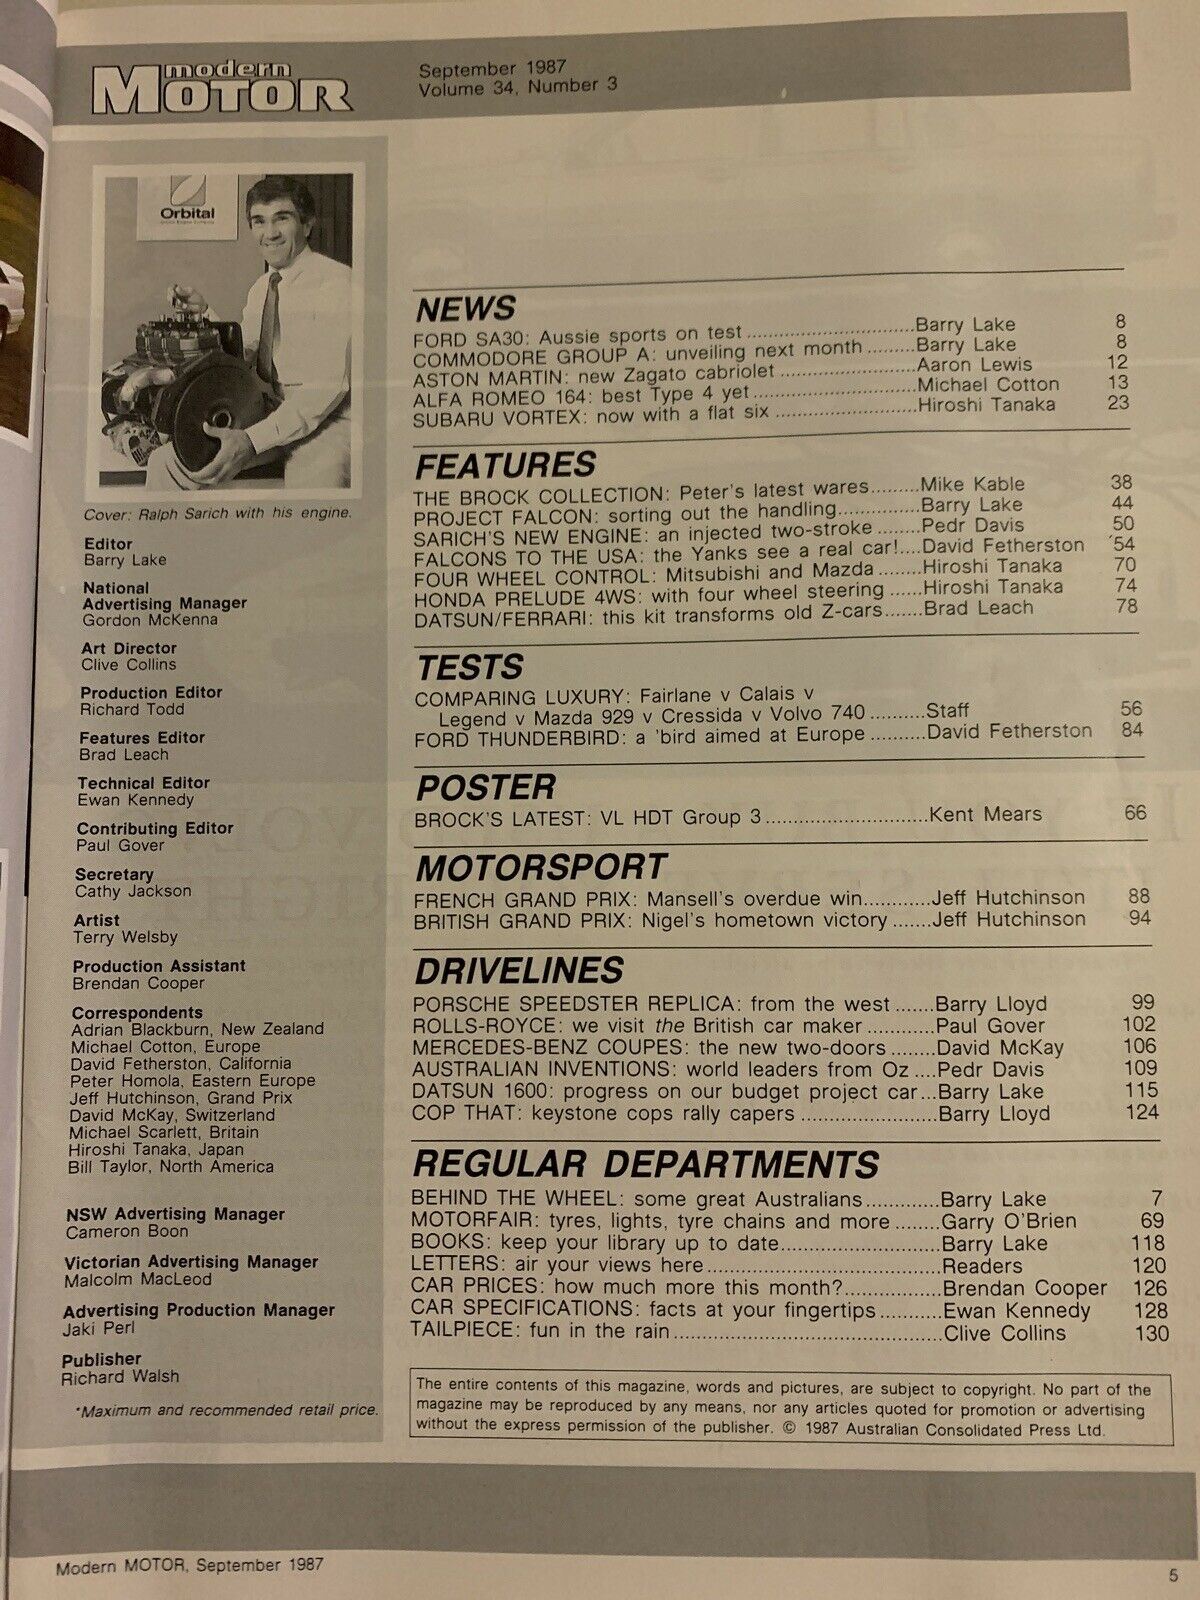 modern
MOTOR
September 1987
Volume 34, Number 3
Orbital
Cover: Ralph Sarich with his engine.
Editor
Barry Lake
National
Advertising Manager
Gordon McKenna
Art Director
Clive Collins
Production Editor
Richard Todd
Features Editor
Brad Leach
Technical Editor
Ewan Kennedy
Contributing Editor
Paul Gover
Secretary
Cathy Jackson
Artist
Terry Welsby
Production Assistant
Brendan Cooper
Correspondents
Adrian Blackburn, New Zealand
Michael Cotton, Europe
David Fetherston, California
Peter Homola, Eastern Europe
Jeff Hutchinson, Grand Prix
David McKay, Switzerland
Michael Scarlett, Britain
Hiroshi Tanaka, Japan
Bill Taylor, North America
NSW Advertising Manager
Cameron Boon
Victorian Advertising Manager
Malcolm MacLeod
Advertising Production Manager
Jaki Perl
Publisher
Richard Walsh
*Maximum and recommended retail price.
NEWS
FORD SA30: Aussie sports on test ..............................Barry Lake 8
COMMODORE GROUP A: unveiling next month .........Barry Lake 8
ASTON MARTIN: new Zagato cabriolet .........................Aaron Lewis 12
ALFA ROMEO 164: best Type 4 yet..............................Michael Cotton 13
SUBARU VORTEX: now with a flat six ..........................Hiroshi Tanaka 23
FEATURES
THE BROCK COLLECTION: Peter's latest wares.........Mike Kable 38
PROJECT FALCON: sorting out the handling...............Barry Lake 44
SARICH'S NEW ENGINE: an injected two-stroke ........Pedr Davis 50
FALCONS TO THE USA: the Yanks see a real car!....David Fetherston 54
FOUR WHEEL CONTROL: Mitsubishi and Mazda ........Hiroshi Tanaka 70
HONDA PRELUDE 4WS: with four wheel steering ......Hiroshi Tanaka 74
DATSUN/FERRARI: this kit transforms old Z-cars......Brad Leach 78
TESTS
COMPARING LUXURY: Fairlane v Calais v
Legend v Mazda 929 v Cressida v Volvo 740 ..........Staff 56
FORD THUNDERBIRD: a 'bird aimed at Europe ..........David Fetherston 84
POSTER
BROCK'S LATEST: VL HDT Group 3.............................Kent Mears 66
MOTORSPORT
FRENCH GRAND PRIX: Mansell's overdue win............Jeff Hutchinson 88
BRITISH GRAND PRIX: Nigel's hometown victory .......Jeff Hutchinson 94
DRIVELINES
PORSCHE SPEEDSTER REPLICA: from the west .......Barry Lloyd 99
ROLLS-ROYCE: we visit the British car maker ............Paul Gover 102
MERCEDES-BENZ COUPES: the new two-doors ........David McKay 106
AUSTRALIAN INVENTIONS: world leaders from Oz ....Pedr Davis 109
DATSUN 1600: progress on our budget project car...Barry Lake 115
COP THAT: keystone cops rally capers ........................Barry Lloyd 124
REGULAR DEPARTMENTS
BEHIND THE WHEEL: some great Australians.............Barry Lake 7
MOTORFAIR: tyres, lights, tyre chains and more ........Garry O'Brien 69
BOOKS: keep your library up to date............................Barry Lake 118
LETTERS: air your views here.........................................Readers 120
CAR PRICES: how much more this month?.................Brendan Cooper 126
CAR SPECIFICATIONS: facts at your fingertips...........Ewan Kennedy 128
TAILPIECE: fun in the rain...............................................Clive Collins 130
The entire contents of this magazine, words and pictures, are subject to copyright. No part of the
magazine may be reproduced by any means, nor any articles quoted for promotion or advertising
without the express permission of the publisher. © 1987 Australian Consolidated Press Ltd.
Modern MOTOR, September 1987
5